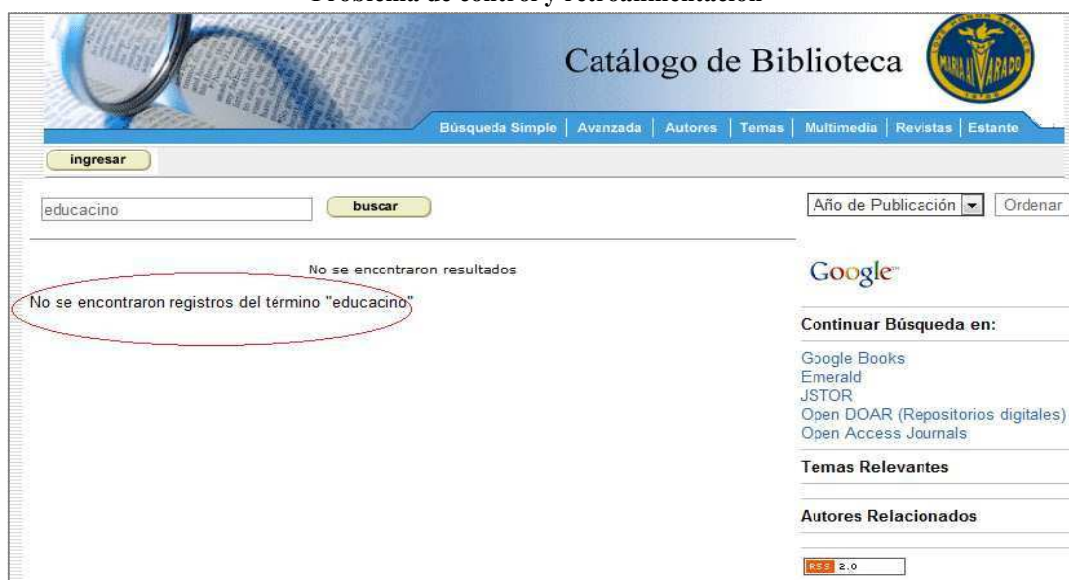 Problema de control y retroalimentación
Catálogo de Biblioteca
MARIA ALVARADO
Búsqueda Simple | Avanzada | Autores | Temas | Multimedia | Revistas | Estante
ingresar
educacino
buscar
Año de Publicación
Ordenar
No se encontraron resultados
No se encontraron registros del término "educacino"
Google
Continuar Búsqueda en:
Google Books
Emerald
JSTOR
Open DOAR (Repositorios digitales)
Open Access Journals
Temas Relevantes
Autores Relacionados
RSS 2.0